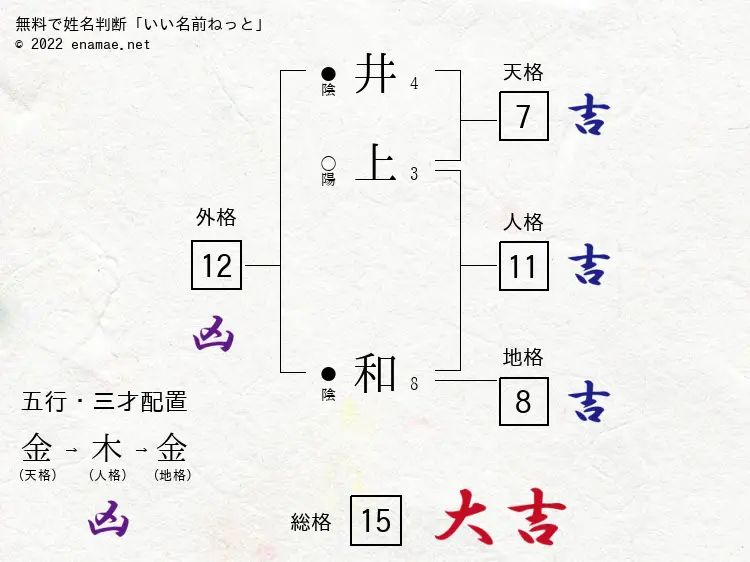 無料で姓名判断「いい名前ねっと」
© 2022 enamae.net
●陰 井 4
○陽 上 3
●陰 和 8
天格
7 吉
人格
11 吉
地格
8 吉
外格
12
凶
五行・三才配置
金 → 木 → 金
(天格) (人格) (地格)
凶
総格 15 大吉